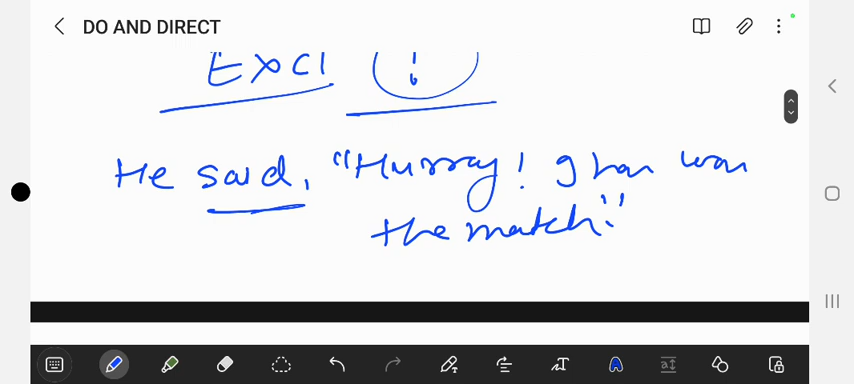 DO AND DIRECT
Excl !
He said, "Hurray! I have won
the match."